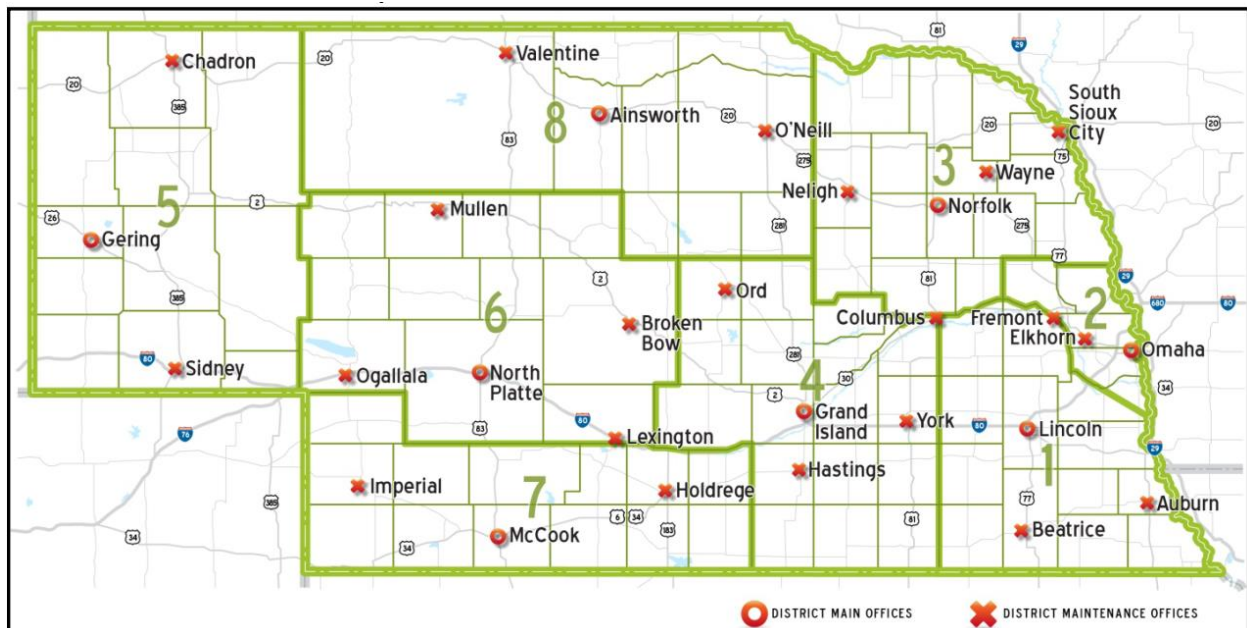 81
29
Chadron
Valentine
20
20
South
Sioux
City
385
8
Ainsworth
20
O'Neill
20
20
83
275
3
75
Wayne
5
Neligh
2
Mullen
Norfolk
26
275
Gering
281
77
2
81
29
385
Ord
680
80
6
Broken
Bow
Columbus
Fremont
2
Elkhorn
Omaha
281
80
Sidney
Ogallala
North
Platte
4
30
34
2
Grand
Island
York
80
Lincoln
83
80
Lexington
76
29
Hastings
1
Imperial
7
Holdrege
77
385
Auburn
6
34
183
81
Beatrice
34
34
McCook
DISTRICT MAIN OFFICES
DISTRICT MAINTENANCE OFFICES